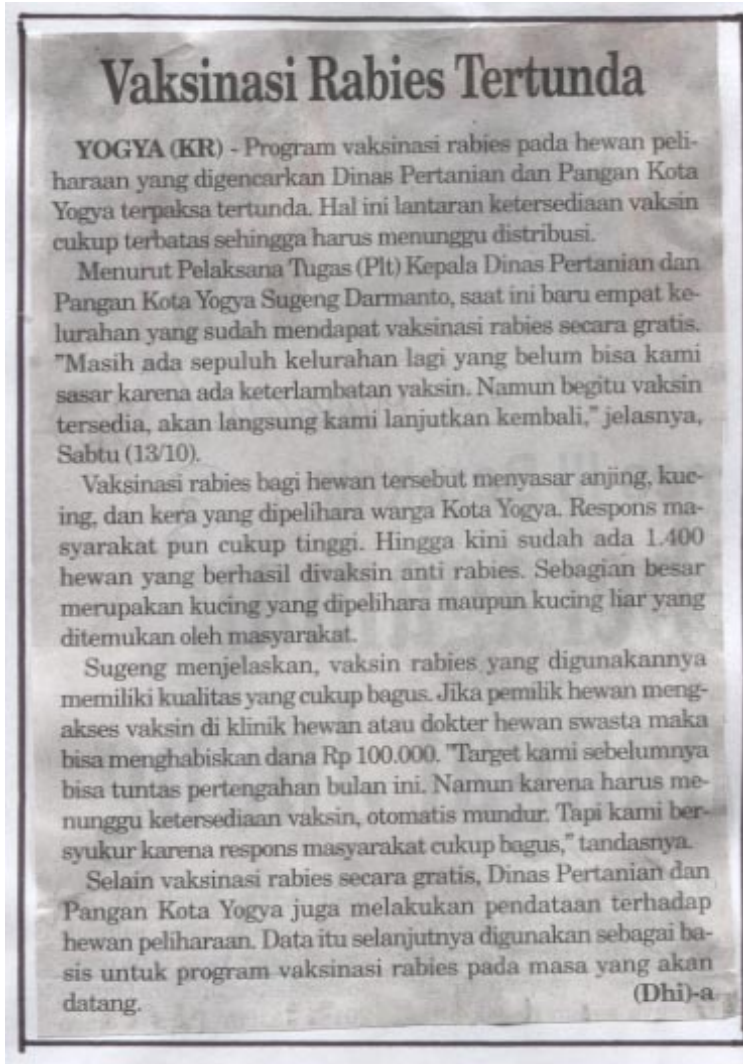 Vaksinasi Rabies Tertunda
YOGYA (KR) - Program vaksinasi rabies pada hewan peli-
haraan yang digencarkan Dinas Pertanian dan Pangan Kota
Yogya terpaksa tertunda. Hal ini lantaran ketersediaan vaksin
cukup terbatas sehingga harus menunggu distribusi.
Menurut Pelaksana Tugas (Plt) Kepala Dinas Pertanian dan
Pangan Kota Yogya Sugeng Darmanto, saat ini baru empat ke-
lurahan yang sudah mendapat vaksinasi rabies secara gratis.
"Masih ada sepuluh kelurahan lagi yang belum bisa kami
sasar karena ada keterlambatan vaksin. Namun begitu vaksin
tersedia, akan langsung kami lanjutkan kembali," jelasnya,
Sabtu (13/10).
Vaksinasi rabies bagi hewan tersebut menyasar anjing, kuc-
ing, dan kera yang dipelihara warga Kota Yogya. Respons ma-
syarakat pun cukup tinggi. Hingga kini sudah ada 1.400
hewan yang berhasil divaksin anti rabies. Sebagian besar
merupakan kucing yang dipelihara maupun kucing liar yang
ditemukan oleh masyarakat.
Sugeng menjelaskan, vaksin rabies yang digunakannya
memiliki kualitas yang cukup bagus. Jika pemilik hewan meng-
akses vaksin di klinik hewan atau dokter hewan swasta maka
bisa menghabiskan dana Rp 100.000. "Target kami sebelumnya
bisa tuntas pertengahan bulan ini. Namun karena harus me-
nunggu ketersediaan vaksin, otomatis mundur. Tapi kami ber-
syukur karena respons masyarakat cukup bagus," tandasnya.
Selain vaksinasi rabies secara gratis, Dinas Pertanian dan
Pangan Kota Yogya juga melakukan pendataan terhadap
hewan peliharaan. Data itu selanjutnya digunakan sebagai ba-
sis untuk program vaksinasi rabies pada masa yang akan
datang. (Dhi)-a